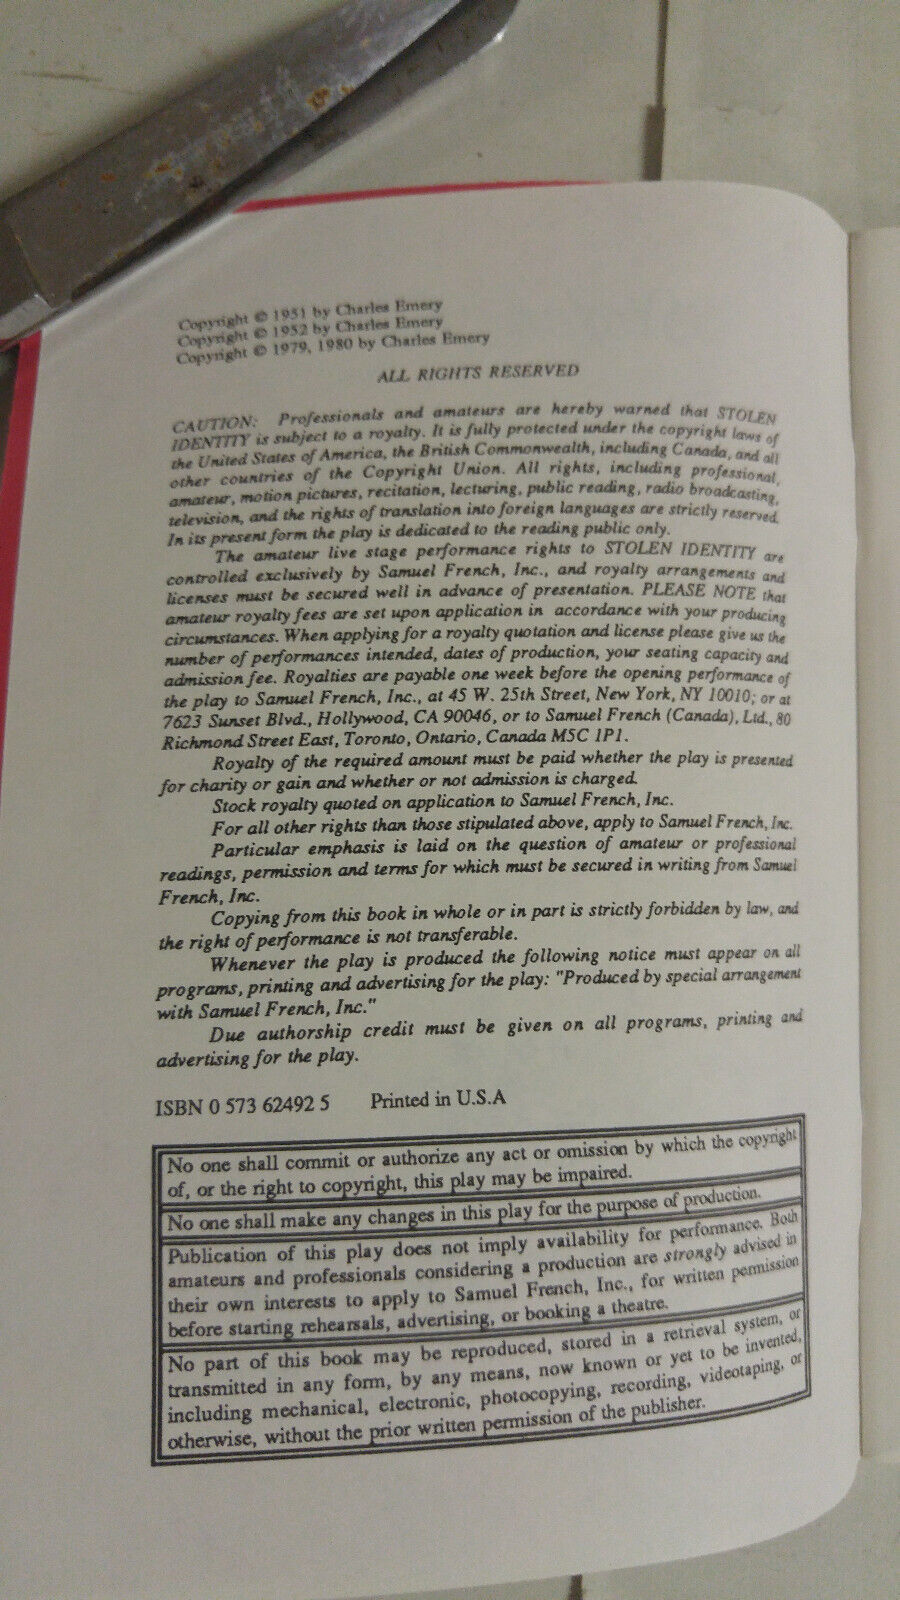 Copyright © 1951 by Charles Emery
Copyright © 1952 by Charles Emery
Copyright © 1979, 1980 by Charles Emery
ALL RIGHTS RESERVED
CAUTION: Professionals and amateurs are hereby warned that STOLEN
IDENTITY is subject to a royalty. It is fully protected under the copyright laws of
the United States of America, the British Commonwealth, including Canada, and all
other countries of the Copyright Union. All rights, including professional,
amateur, motion pictures, recitation, lecturing, public reading, radio broadcasting,
television, and the rights of translation into foreign languages are strictly reserved.
In its present form the play is dedicated to the reading public only.
The amateur live stage performance rights to STOLEN IDENTITY are
controlled exclusively by Samuel French, Inc., and royalty arrangements and
licenses must be secured well in advance of presentation. PLEASE NOTE that
amateur royalty fees are set upon application in accordance with your producing
circumstances. When applying for a royalty quotation and license please give us the
number of performances intended, dates of production, your seating capacity and
admission fee. Royalties are payable one week before the opening performance of
the play to Samuel French, Inc., at 45 W. 25th Street, New York, NY 10010; or at
7623 Sunset Blvd., Hollywood, CA 90046, or to Samuel French (Canada), Ltd., 80
Richmond Street East, Toronto, Ontario, Canada M5C 1P1.
Royalty of the required amount must be paid whether the play is presented
for charity or gain and whether or not admission is charged.
Stock royalty quoted on application to Samuel French, Inc.
For all other rights than those stipulated above, apply to Samuel French, Inc.
Particular emphasis is laid on the question of amateur or professional
readings, permission and terms for which must be secured in writing from Samuel
French, Inc.
Copying from this book in whole or in part is strictly forbidden by law, and
the right of performance is not transferable.
Whenever the play is produced the following notice must appear on all
programs, printing and advertising for the play: "Produced by special arrangement
with Samuel French, Inc."
Due authorship credit must be given on all programs, printing and
advertising for the play.
ISBN 0 573 62492 5 Printed in U.S.A
No one shall commit or authorize any act or omission by which the copyright
of, or the right to copyright, this play may be impaired.
No one shall make any changes in this play for the purpose of production.
Publication of this play does not imply availability for performance. Both
amateurs and professionals considering a production are strongly advised in
their own interests to apply to Samuel French, Inc., for written permission
before starting rehearsals, advertising, or booking a theatre.
No part of this book may be reproduced, stored in a retrieval system, or
transmitted in any form, by any means, now known or yet to be invented,
including mechanical, electronic, photocopying, recording, videotaping, or
otherwise, without the prior written permission of the publisher.